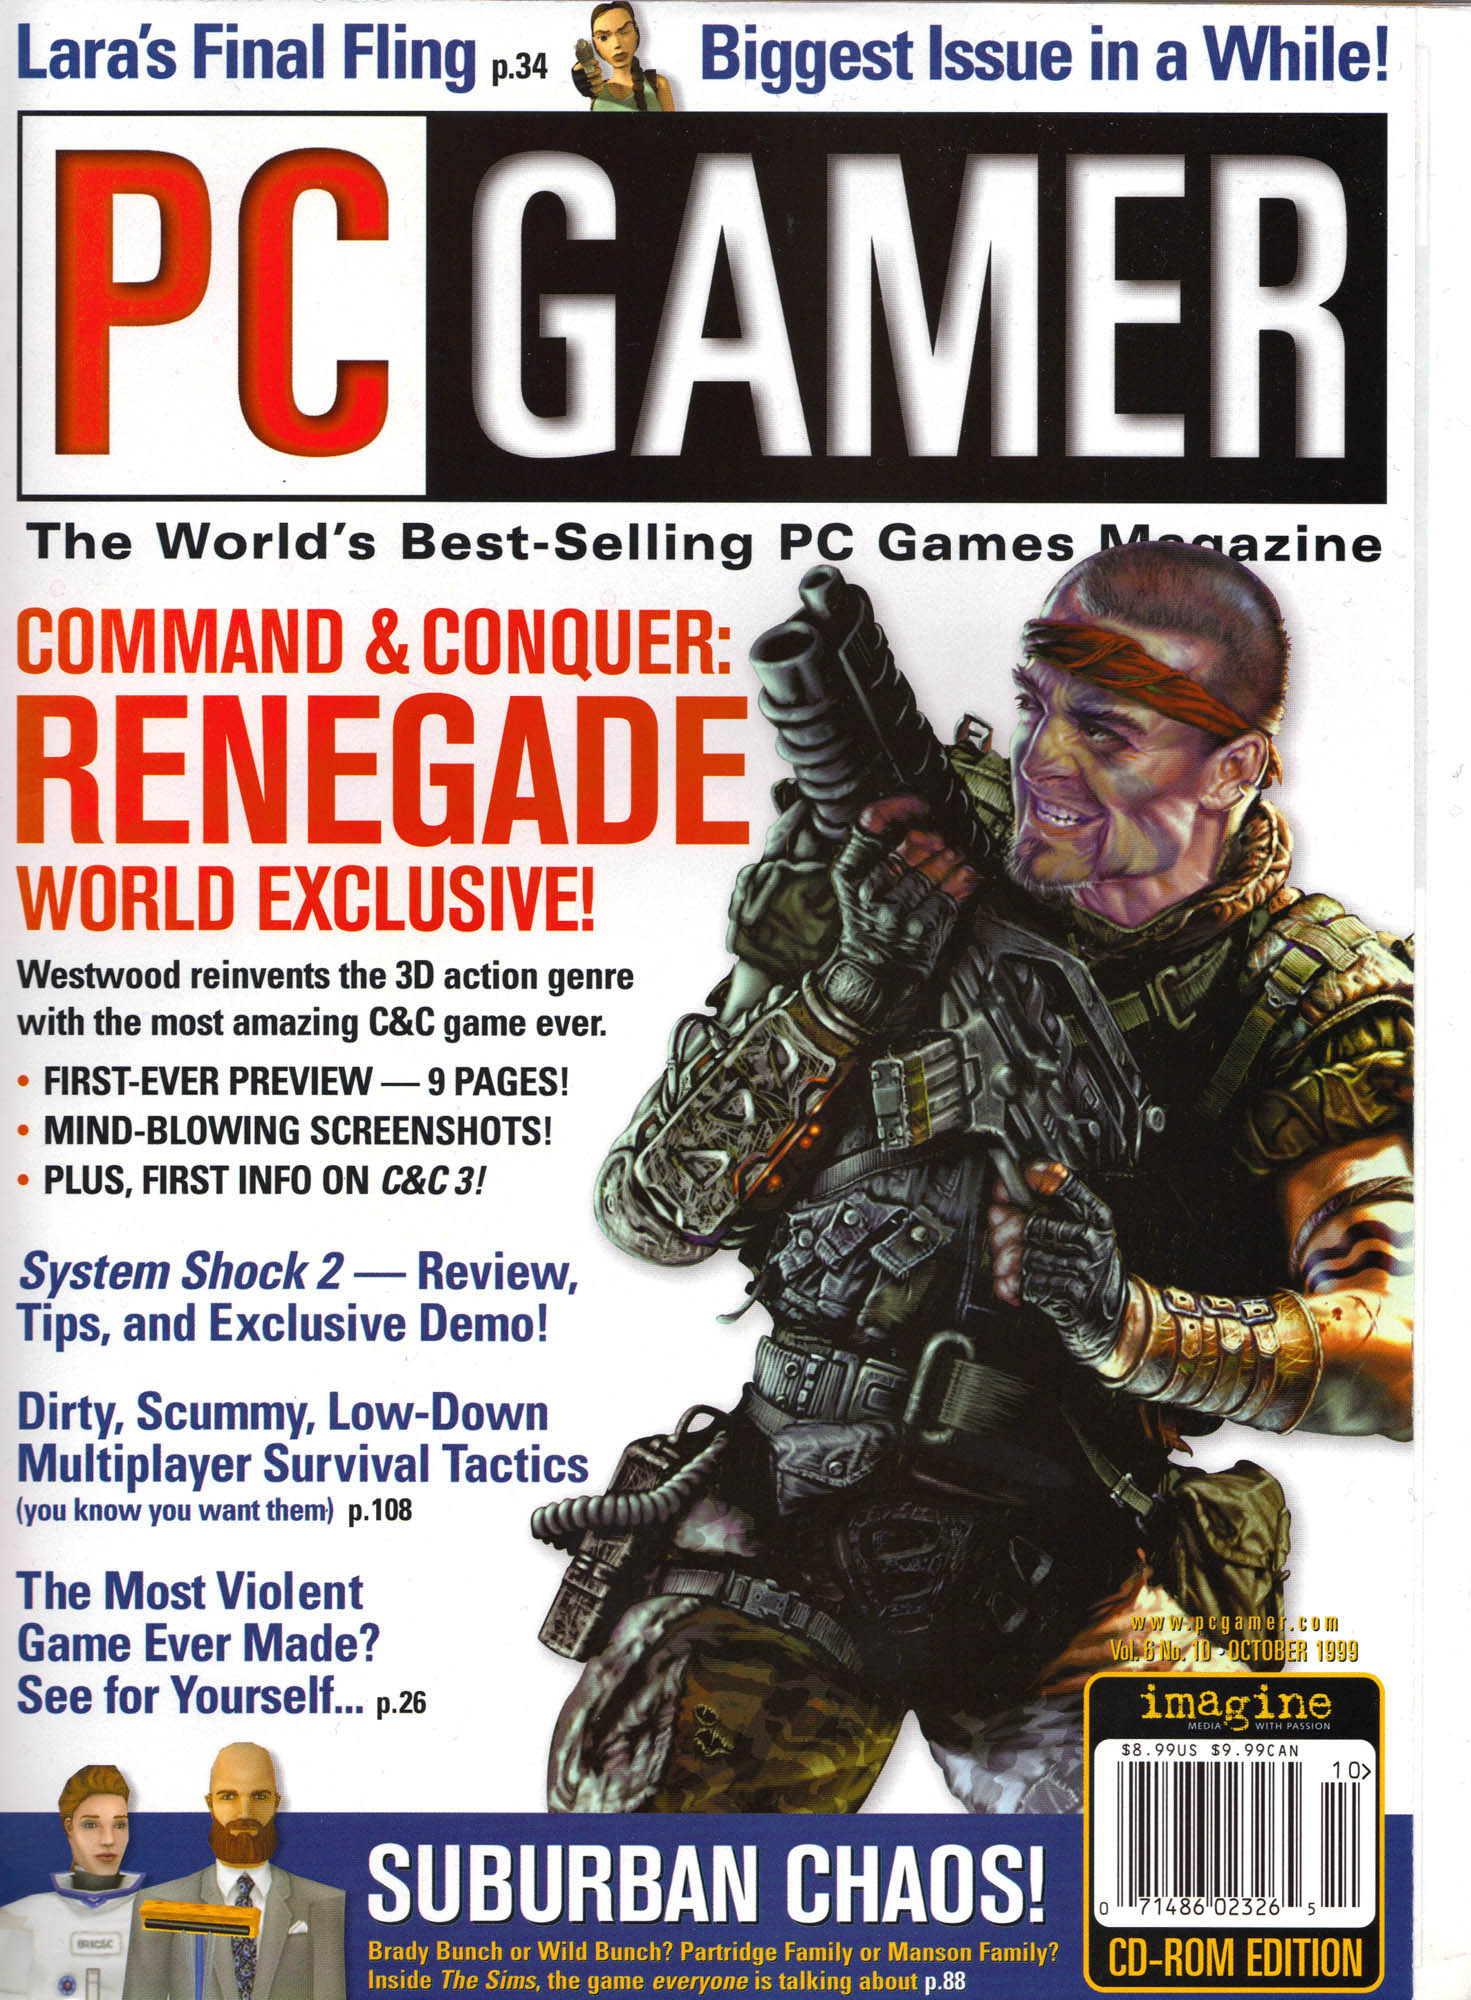 Lara's Final Fling p.34
Biggest Issue in a While!
PC GAMER
The World's Best-Selling PC Games Magazine
COMMAND & CONQUER:
RENEGADE
WORLD EXCLUSIVE!
Westwood reinvents the 3D action genre
with the most amazing C&C game ever.
• FIRST-EVER PREVIEW — 9 PAGES!
• MIND-BLOWING SCREENSHOTS!
• PLUS, FIRST INFO ON C&C 3!
System Shock 2 — Review,
Tips, and Exclusive Demo!
Dirty, Scummy, Low-Down
Multiplayer Survival Tactics
(you know you want them) p.108
The Most Violent
Game Ever Made?
See for Yourself... p.26
www.pcgamer.com
Vol. 6 No. 10 • OCTOBER 1999
imagine
MEDIA WITH PASSION
$8.99US $9.99CAN
10>
0 71486 02326 5
CD-ROM EDITION
SUBURBAN CHAOS!
Brady Bunch or Wild Bunch? Partridge Family or Manson Family?
Inside The Sims, the game everyone is talking about p.88